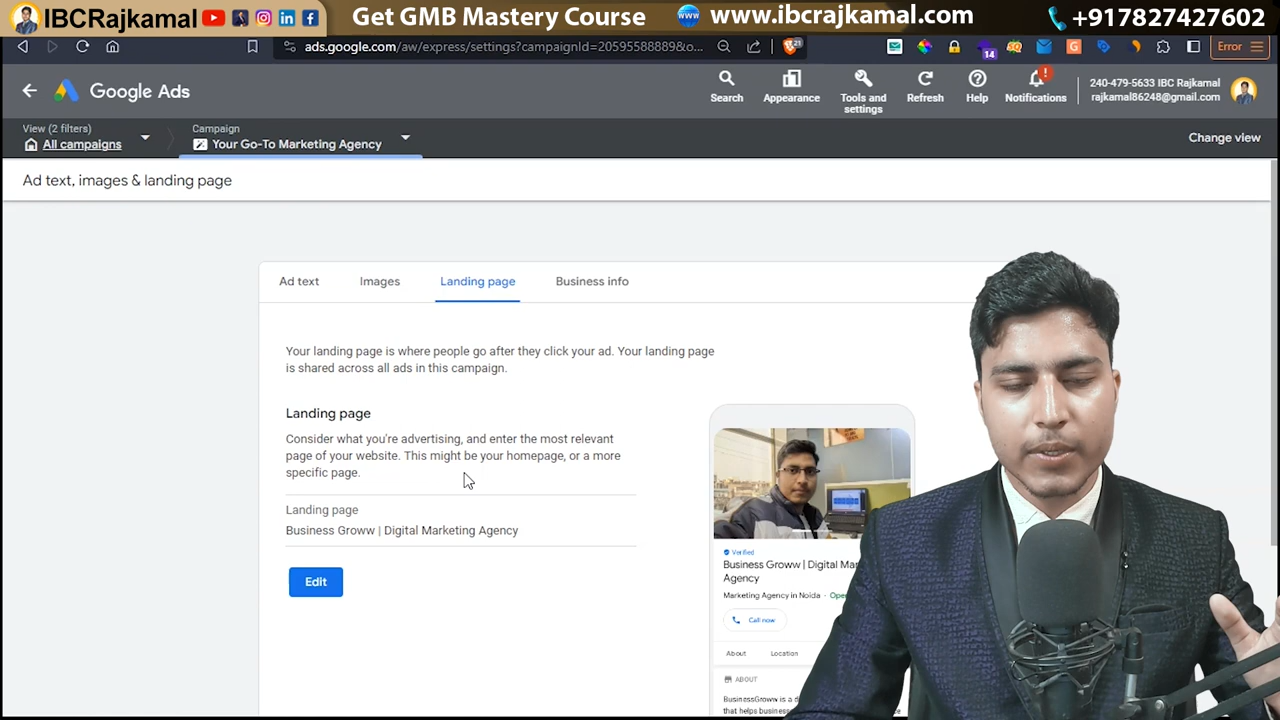 IBCRajkamal
Get GMB Mastery Course
www.ibcrajkamal.com
+917827427602
ads.google.com/aw/express/settings?campaignId=20595588889&o...
21
14
Error
Google Ads
Search
Appearance
Tools and settings
Refresh
Help
Notifications
240-479-5633 IBC Rajkamal
rajkamal86248@gmail.com
View (2 filters)
All campaigns
Campaign
Your Go-To Marketing Agency
Change view
Ad text, images & landing page
Ad text
Images
Landing page
Business info
Your landing page is where people go after they click your ad. Your landing page
is shared across all ads in this campaign.
Landing page
Consider what you're advertising, and enter the most relevant
page of your website. This might be your homepage, or a more
specific page.
Landing page
Business Groww | Digital Marketing Agency
Edit
Verified
Business Groww | Digital Mar
Agency
Marketing Agency in Noida · Ope
Call now
About
Location
ABOUT
BusinessGroww is a d
that helps business